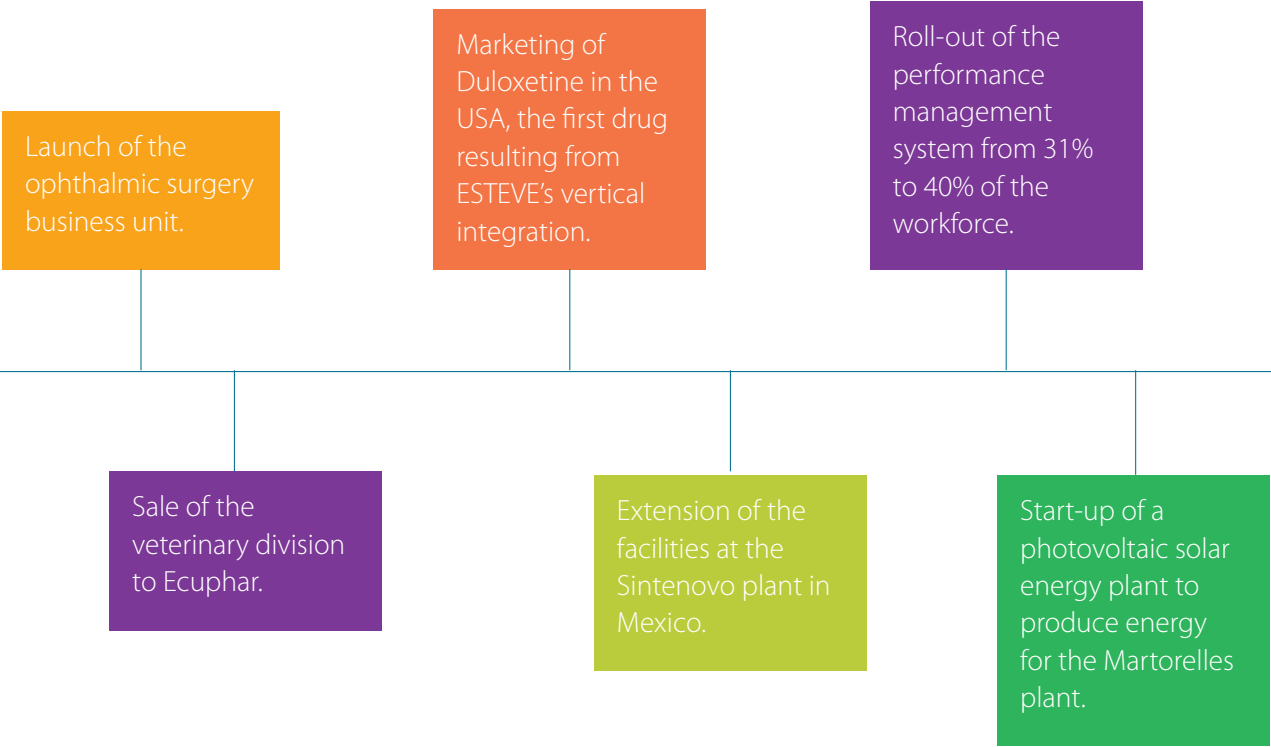 Launch of the
ophthalmic surgery
business unit.
Marketing of
Duloxetine in the
USA, the first drug
resulting from
ESTEVE’s vertical
integration.
Roll-out of the
performance
management
system from 31%
to 40% of the
workforce.
Sale of the
veterinary division
to Ecuphar.
Extension of the
facilities at the
Sintenovo plant in
Mexico.
Start-up of a
photovoltaic solar
energy plant to
produce energy
for the Martorelles
plant.